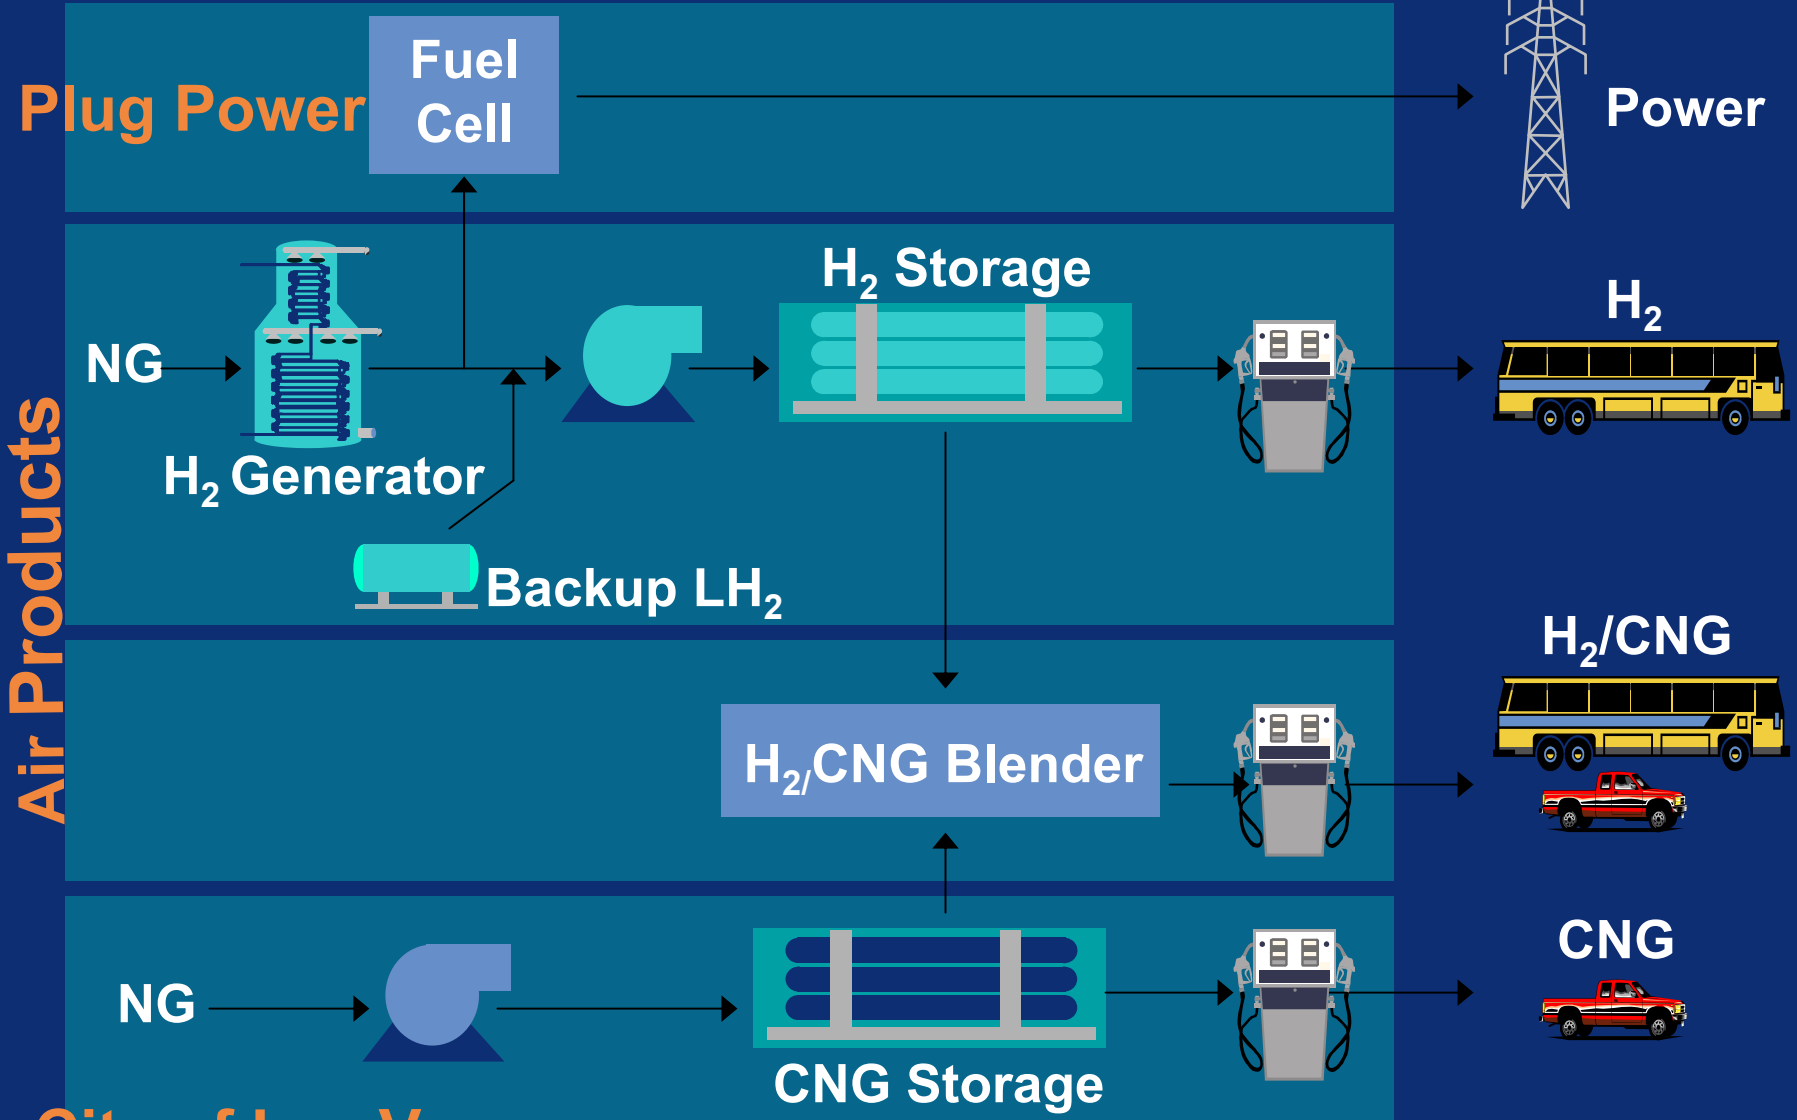 Fuel
Cell
Plug Power
Power
H₂ Storage
H₂
NG
H₂ Generator
Backup LH₂
Air Products
H₂/CNG
H₂/CNG Blender
CNG
NG
CNG Storage